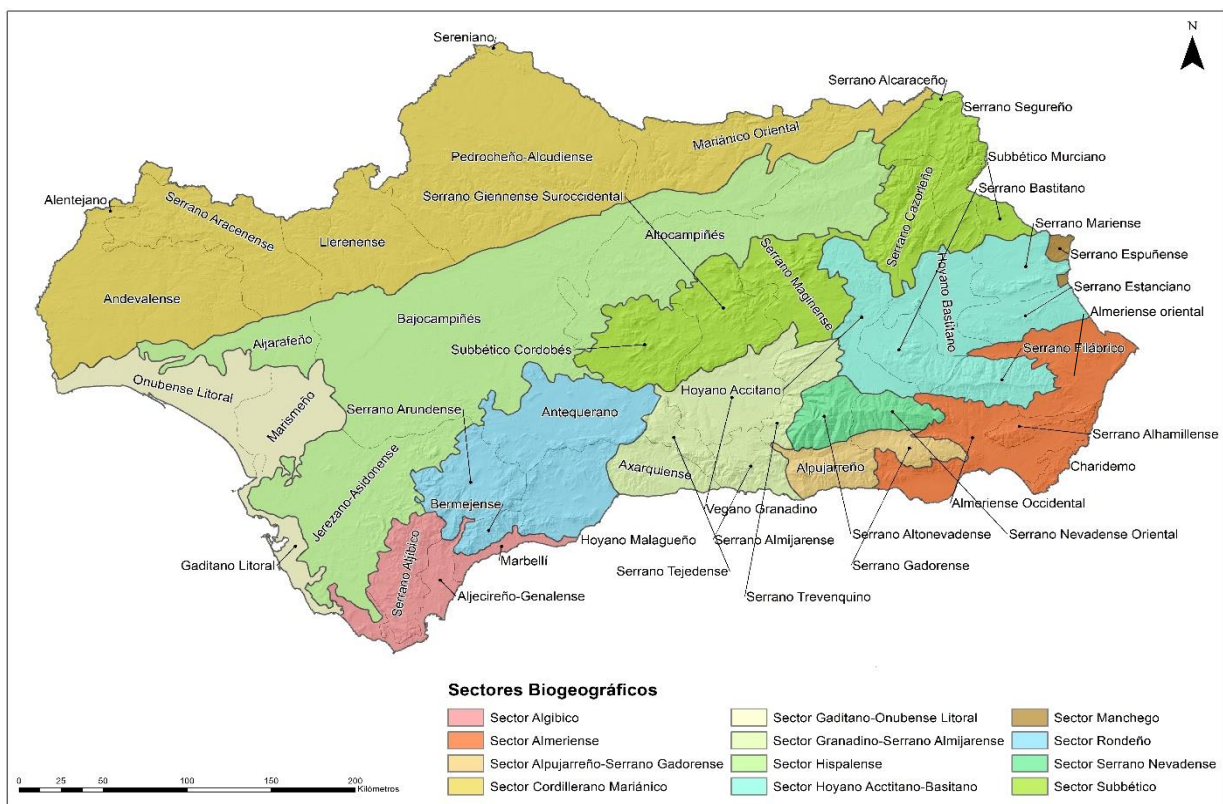 N
Sereniano
Serrano Alcaraceño
Serrano Segureño
Mariánico Oriental
Pedrocheño-Alcudiense
Subbético Murciano
Serrano Bastitano
Serrano Giennense Suroccidental
Alentejano
Serrano Aracenense
Llerenense
Serrano Cazorleño
Serrano Mariense
Altocampiñés
Serrano Espuñense
Serrano Maginense
Hoyano Bastitano
Serrano Estanciano
Andevalense
Almeriense oriental
Bajocampiñés
Aljarafeño
Serrano Filábrico
Subbético Cordobés
Onubense Litoral
Hoyano Accitano
Marismeño
Serrano Arundense
Antequerano
Serrano Alhamillense
Axarquiense
Alpujarreño
Charidemo
Jerezano-Asidonense
Bermejense
Vegano Granadino
Almeriense Occidental
Hoyano Malagueño
Serrano Almijarense
Serrano Altonevadense
Serrano Nevadense Oriental
Gaditano Litoral
Marbellí
Serrano Tejedense
Serrano Gadorense
Serrano Aljíbico
Aljecireño-Genalense
Serrano Trevenquino
Sectores Biogeográficos
Sector Algibico
Sector Almeriense
Sector Alpujarreño-Serrano Gadorense
Sector Cordillerano Mariánico
Sector Gaditano-Onubense Litoral
Sector Granadino-Serrano Almijarense
Sector Hispalense
Sector Hoyano Acctitano-Basitano
Sector Manchego
Sector Rondeño
Sector Serrano Nevadense
Sector Subbético
0 25 50 100 150 200
Kilómetros